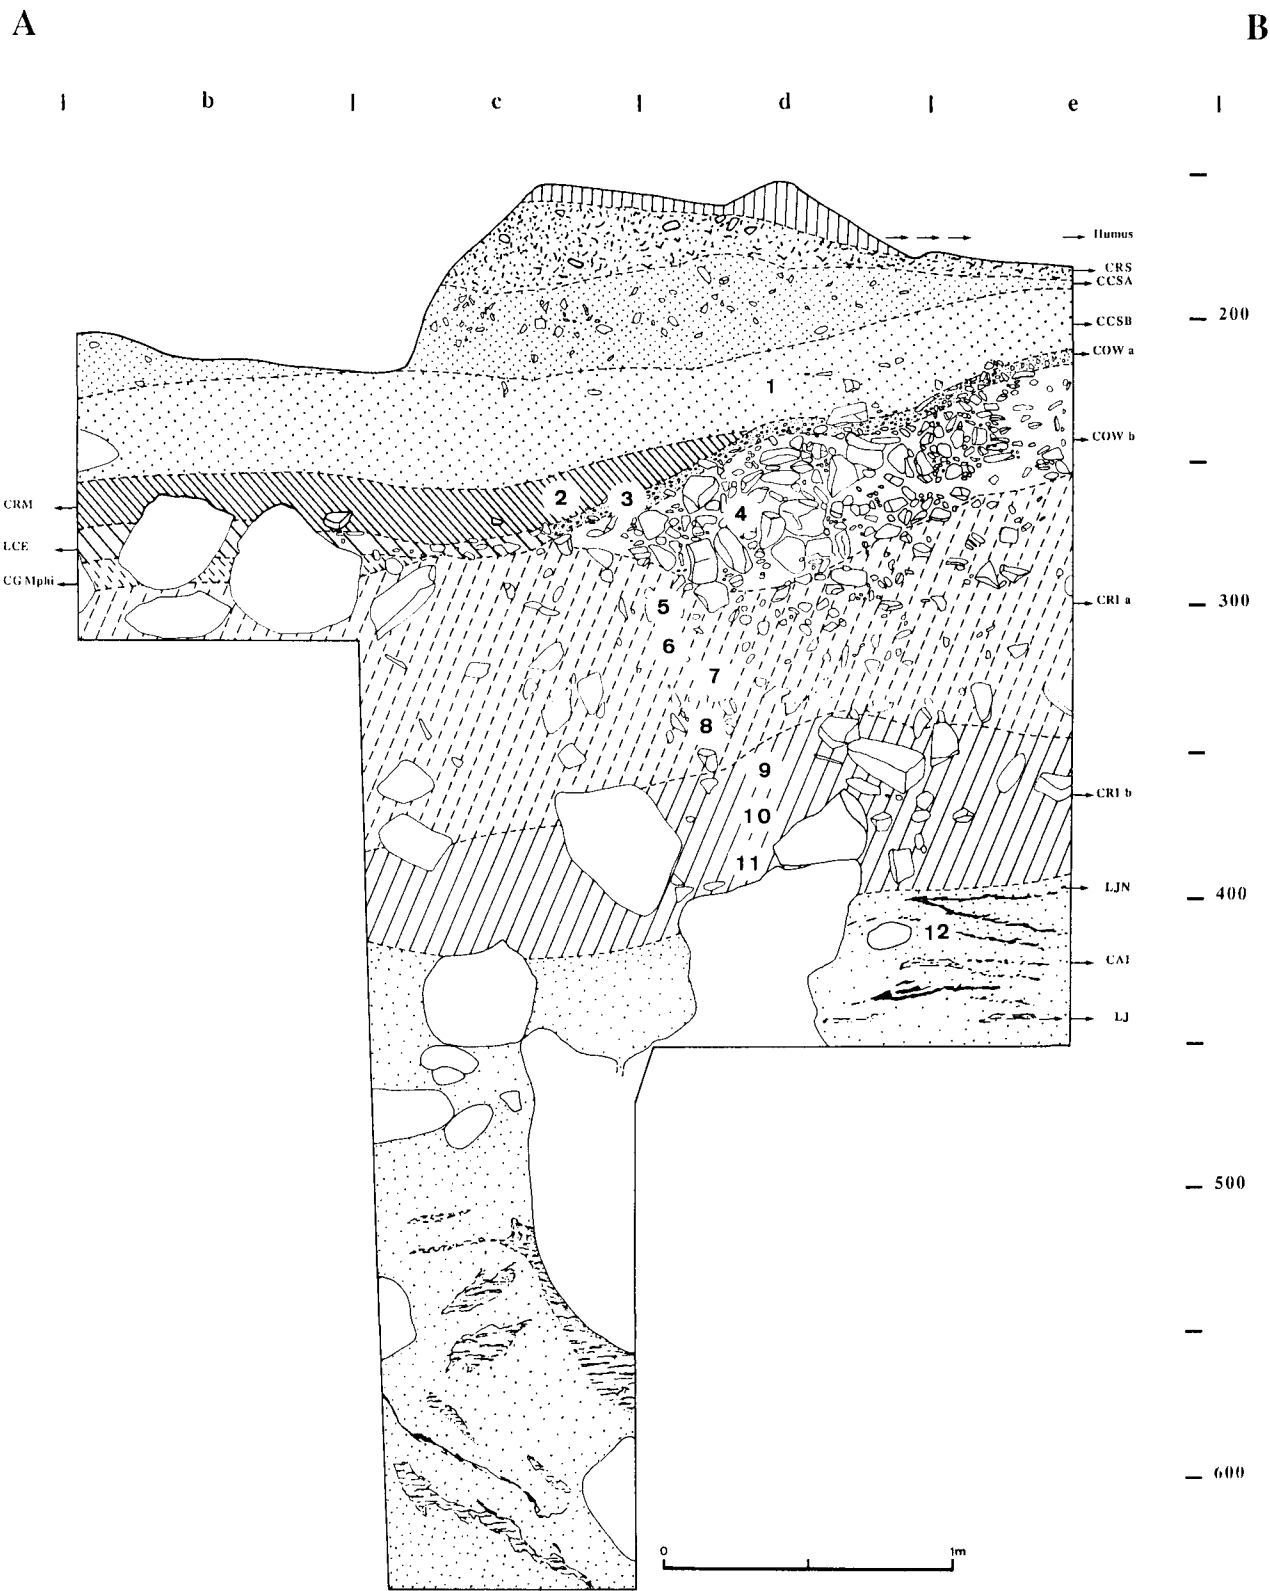 A B
b c d e
Humus
CRS
CCSA
200
CCSB
COW a
1
COW b
2 3
CRM
4
LCE
CG Mphi
5 CRI a 300
6
7
8
9
CRI b
10
11
LJN
400
12
CAI
LJ
500
600
0 1m